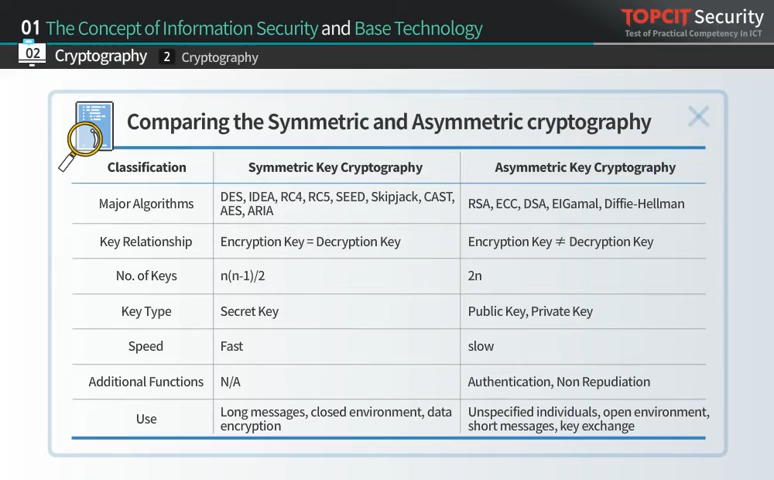 01 The Concept of Information Security and Base Technology
TOPCIT Security
Test of Practical Competency In ICT
02 Cryptography 2 Cryptography
Comparing the Symmetric and Asymmetric cryptography
Classification Symmetric Key Cryptography Asymmetric Key Cryptography
Major Algorithms
DES, IDEA, RC4, RC5, SEED, Skipjack, CAST,
AES, ARIA
RSA, ECC, DSA, ElGamal, Diffie-Hellman
Key Relationship Encryption Key = Decryption Key Encryption Key ≠ Decryption Key
No. of Keys n(n-1)/2 2n
Key Type Secret Key Public Key, Private Key
Speed Fast slow
Additional Functions N/A Authentication, Non Repudiation
Use
Long messages, closed environment, data
encryption
Unspecified individuals, open environment,
short messages, key exchange